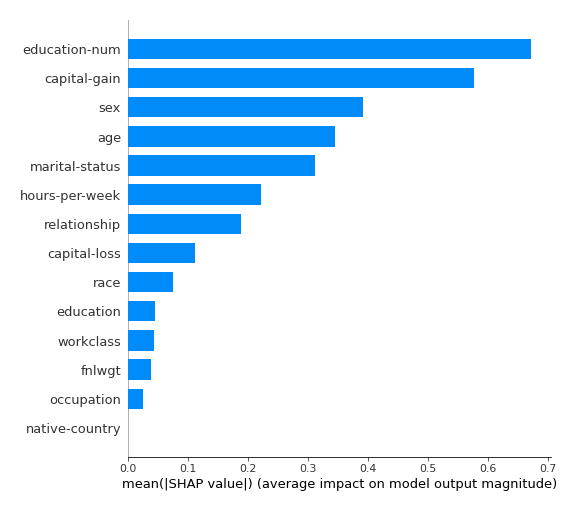 education-num
capital-gain
sex
age
marital-status
hours-per-week
relationship
capital-loss
race
education
workclass
fnlwgt
occupation
native-country
0.0 0.1 0.2 0.3 0.4 0.5 0.6 0.7
mean(|SHAP value|) (average impact on model output magnitude)